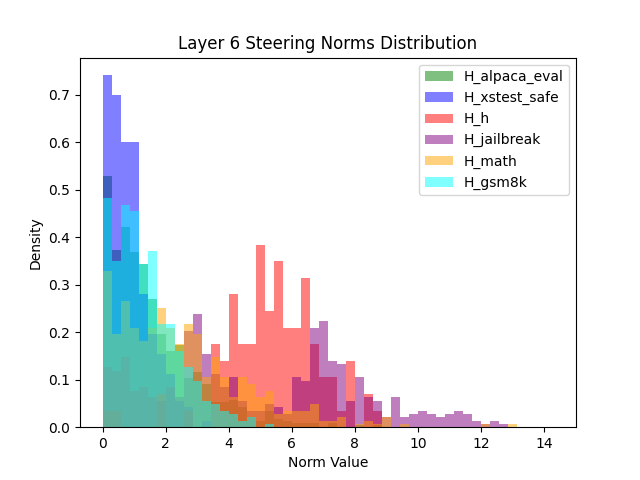 Layer 6 Steering Norms Distribution
H_alpaca_eval
H_xstest_safe
H_h
H_jailbreak
H_math
H_gsm8k
Density
0.7
0.6
0.5
0.4
0.3
0.2
0.1
0.0
0 2 4 6 8 10 12 14
Norm Value